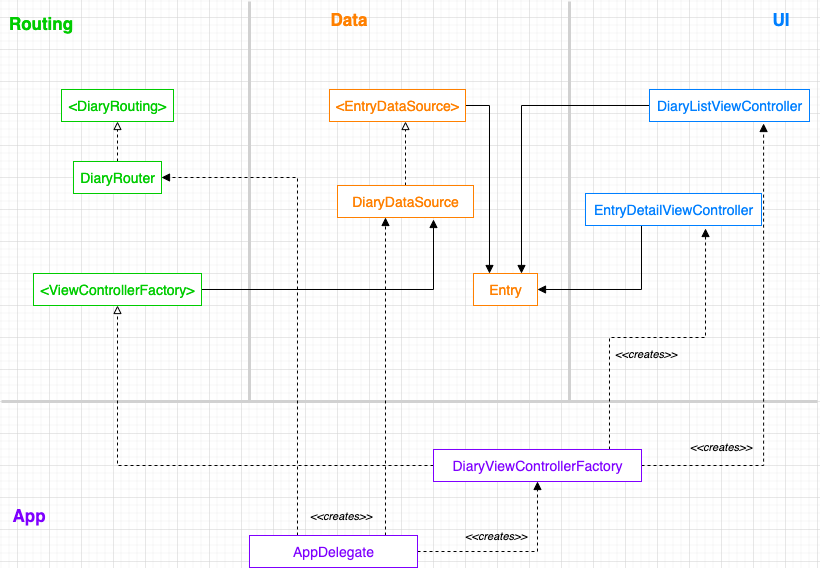 Routing
Data
UI
<DiaryRouting>
<EntryDataSource>
DiaryListViewController
DiaryRouter
DiaryDataSource
EntryDetailViewController
<ViewControllerFactory>
Entry
<<creates>>
<<creates>>
DiaryViewControllerFactory
App
<<creates>>
<<creates>>
AppDelegate